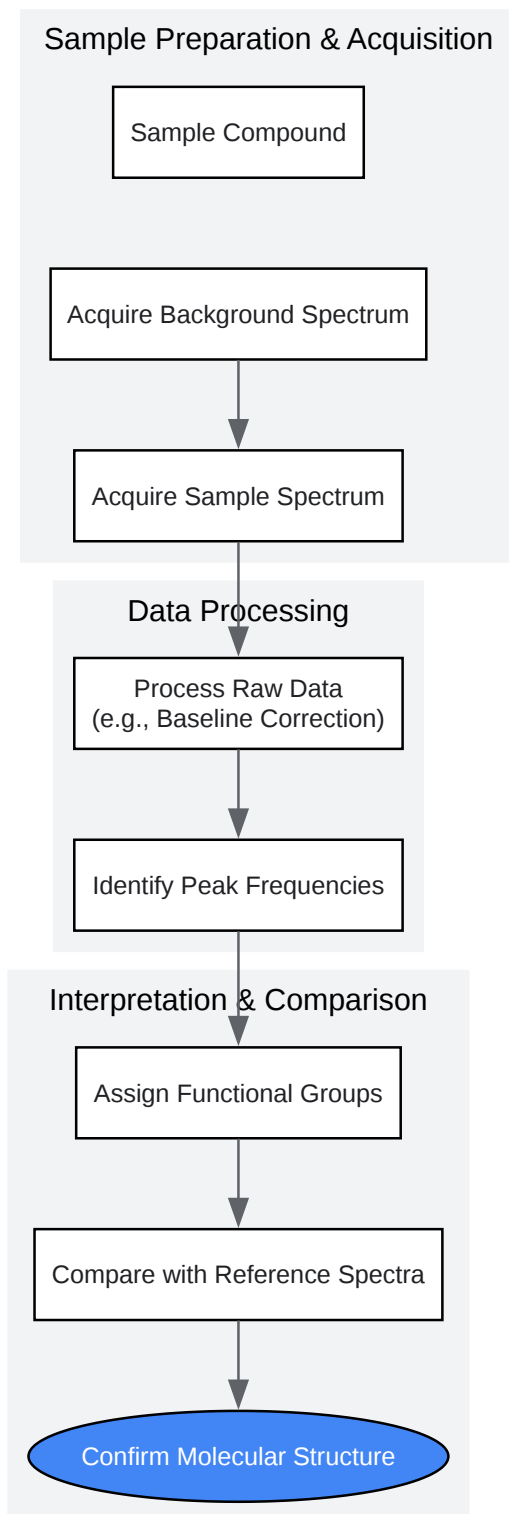 Sample Preparation & Acquisition
Sample Compound
Acquire Background Spectrum
Acquire Sample Spectrum
Data Processing
Process Raw Data
(e.g., Baseline Correction)
Identify Peak Frequencies
Interpretation & Comparison
Assign Functional Groups
Compare with Reference Spectra
Confirm Molecular Structure